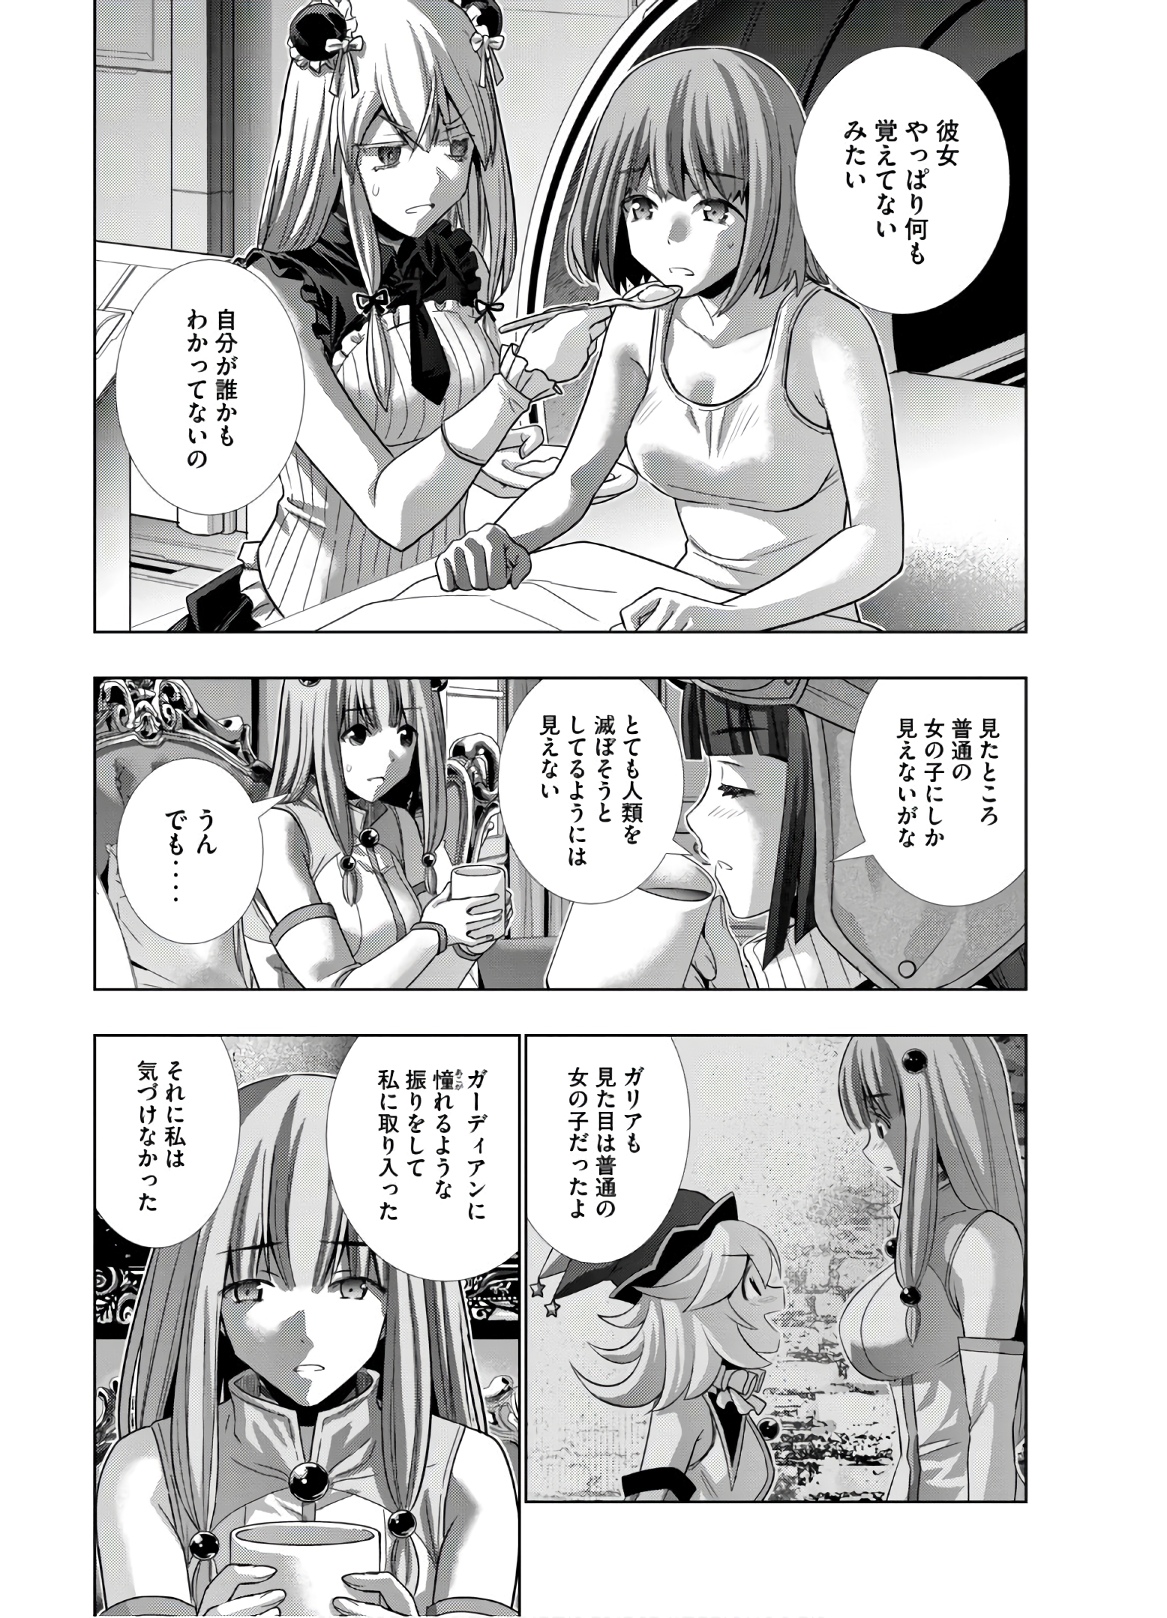 彼女
やっぱり何も
覚えてない
みたい
自分が誰かも
わかってないの
見たところ
普通の
女の子にしか
見えないがな
とても人類を
滅ぼそうと
してるようには
見えない
うん
でも‥‥
ガリアも
見た目は普通の
女の子だったよ
ガーディアンに
憧れるような
あこが
振りをして
私に取り入った
それに私は
気づけなかった